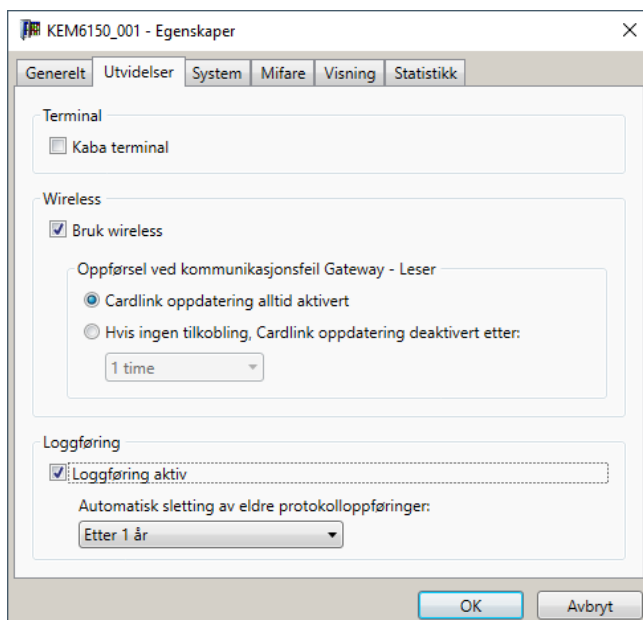 KEM6150_001 - Egenskaper
Generelt Utvidelser System Mifare Visning Statistikk
Terminal
Kaba terminal
Wireless
Bruk wireless
Oppførsel ved kommunikasjonsfeil Gateway - Leser
Cardlink oppdatering alltid aktivert
Hvis ingen tilkobling, Cardlink oppdatering deaktivert etter:
1 time
Loggføring
Loggføring aktiv
Automatisk sletting av eldre protokolloppføringer:
Etter 1 år
OK Avbryt